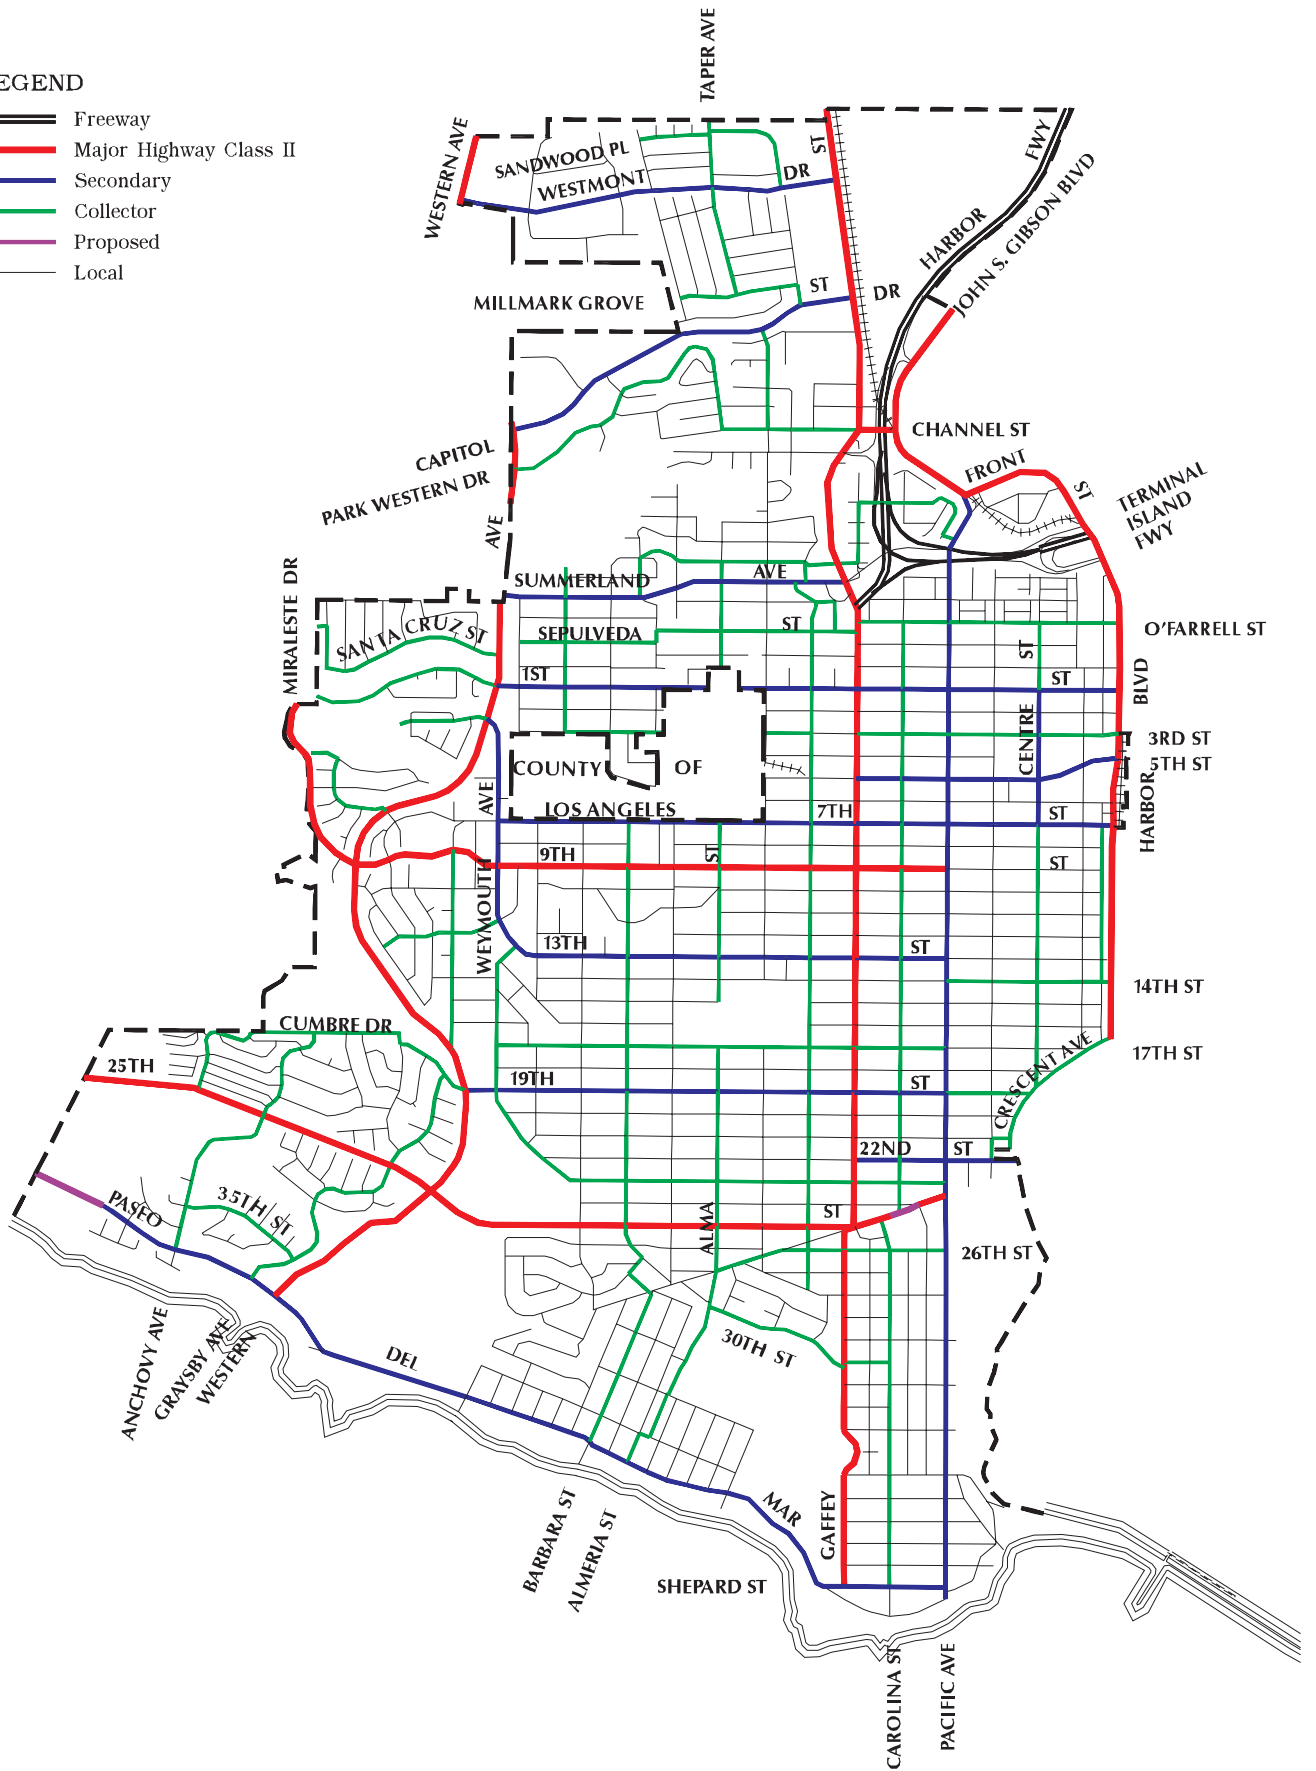 EGEND
Freeway
Major Highway Class II
Secondary
Collector
Proposed
Local
TAPER AVE
WESTERN AVE
SANDWOOD PL
WESTMONT
DR
ST
FWY
HARBOR
JOHN S. GIBSON BLVD
MILLMARK GROVE
ST
DR
CHANNEL ST
CAPITOL
PARK WESTERN DR
AVE
FRONT
ST
TERMINAL
ISLAND
FWY
MIRALESTE DR
SUMMERLAND
AVE
SANTA CRUZ ST
SEPULVEDA
ST
O'FARRELL ST
ST
1ST
ST
BLVD
CENTRE
3RD ST
5TH ST
COUNTY
OF
LOS ANGELES
AVE
7TH
ST
HARBOR
9TH
ST
ST
WEYMOUTH
13TH
ST
14TH ST
CUMBRE DR
25TH
17TH ST
19TH
ST
CRESCENT AVE
22ND
ST
PASEO
35TH ST
ST
ALMA
26TH ST
ANCHOVY AVE
GRAYSBY AVE
WESTERN
DEL
30TH ST
BARBARA ST
ALMERIA ST
MAR
GAFFEY
SHEPARD ST
CAROLINA ST
PACIFIC AVE